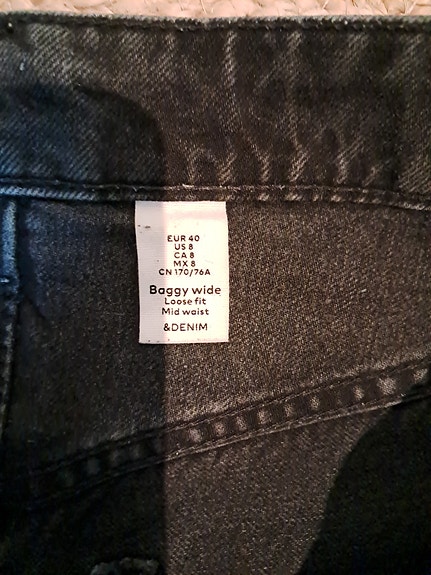 EUR 40
US 8
CA 8
MX 8
CN 170/76A
Baggy wide
Loose fit
Mid waist
&DENIM